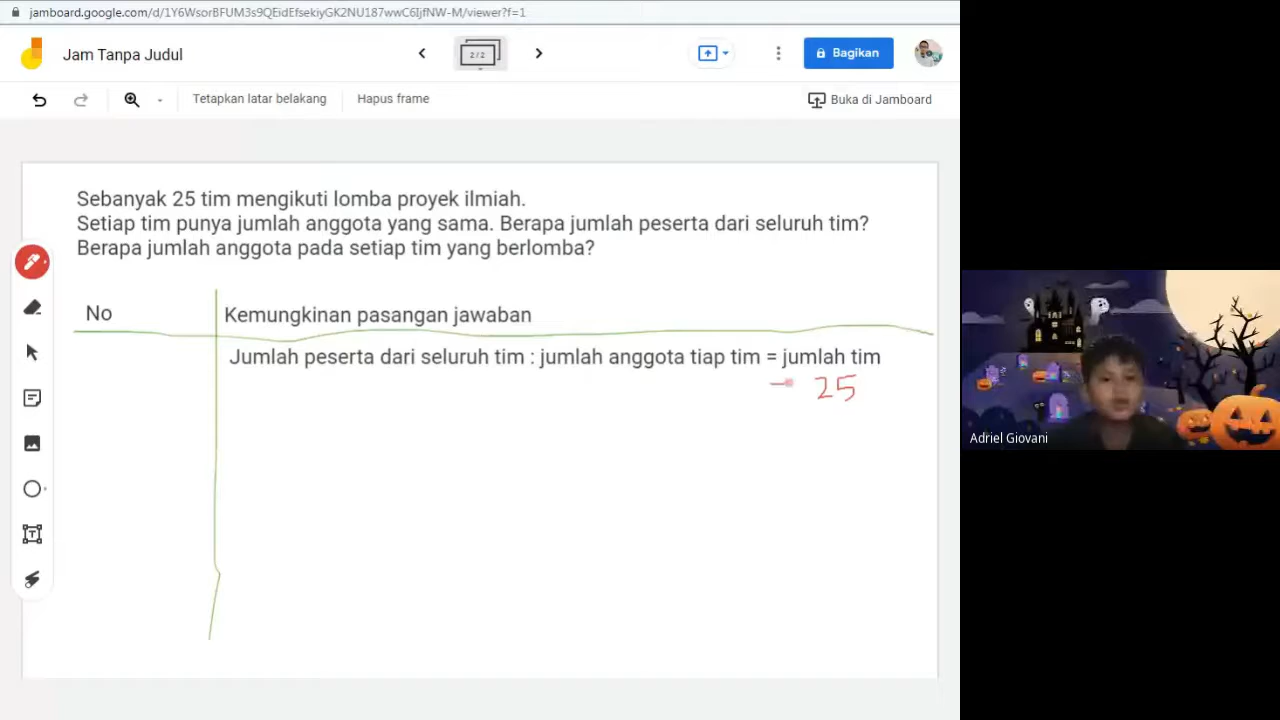 jamboard.google.com/d/1Y6WsorBFUM3s9QEidEfsekiyGK2NU187wwC6IjfNW-M/viewer?f=1
Jam Tanpa Judul
2 / 2
Bagikan
Tetapkan latar belakang
Hapus frame
Buka di Jamboard
Sebanyak 25 tim mengikuti lomba proyek ilmiah.
Setiap tim punya jumlah anggota yang sama. Berapa jumlah peserta dari seluruh tim?
Berapa jumlah anggota pada setiap tim yang berlomba?
No
Kemungkinan pasangan jawaban
Jumlah peserta dari seluruh tim : jumlah anggota tiap tim = jumlah tim
25
Adriel Giovani